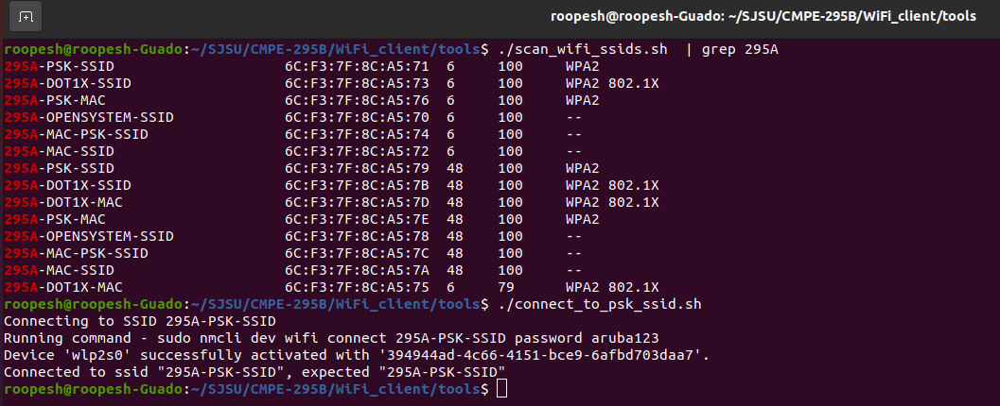 roopesh@roopesh-Guado: ~/SJSU/CMPE-295B/WiFi_client/tools
roopesh@roopesh-Guado:~/SJSU/CMPE-295B/WiFi_client/tools$ ./scan_wifi_ssids.sh  | grep 295A
295A-PSK-SSID                    6C:F3:7F:8C:A5:71  6     100     WPA2
295A-DOT1X-SSID                  6C:F3:7F:8C:A5:73  6     100     WPA2 802.1X
295A-PSK-MAC                     6C:F3:7F:8C:A5:76  6     100     WPA2
295A-OPENSYSTEM-SSID             6C:F3:7F:8C:A5:70  6     100     --
295A-MAC-PSK-SSID                6C:F3:7F:8C:A5:74  6     100     --
295A-MAC-SSID                    6C:F3:7F:8C:A5:72  6     100     --
295A-PSK-SSID                    6C:F3:7F:8C:A5:79  48    100     WPA2
295A-DOT1X-SSID                  6C:F3:7F:8C:A5:7B  48    100     WPA2 802.1X
295A-DOT1X-MAC                   6C:F3:7F:8C:A5:7D  48    100     WPA2 802.1X
295A-PSK-MAC                     6C:F3:7F:8C:A5:7E  48    100     WPA2
295A-OPENSYSTEM-SSID             6C:F3:7F:8C:A5:78  48    100     --
295A-MAC-PSK-SSID                6C:F3:7F:8C:A5:7C  48    100     --
295A-MAC-SSID                    6C:F3:7F:8C:A5:7A  48    100     --
295A-DOT1X-MAC                   6C:F3:7F:8C:A5:75  6     79      WPA2 802.1X
roopesh@roopesh-Guado:~/SJSU/CMPE-295B/WiFi_client/tools$ ./connect_to_psk_ssid.sh
Connecting to SSID 295A-PSK-SSID
Running command - sudo nmcli dev wifi connect 295A-PSK-SSID password aruba123
Device 'wlp2s0' successfully activated with '394944ad-4c66-4151-bce9-6afbd703daa7'.
Connected to ssid "295A-PSK-SSID", expected "295A-PSK-SSID"
roopesh@roopesh-Guado:~/SJSU/CMPE-295B/WiFi_client/tools$